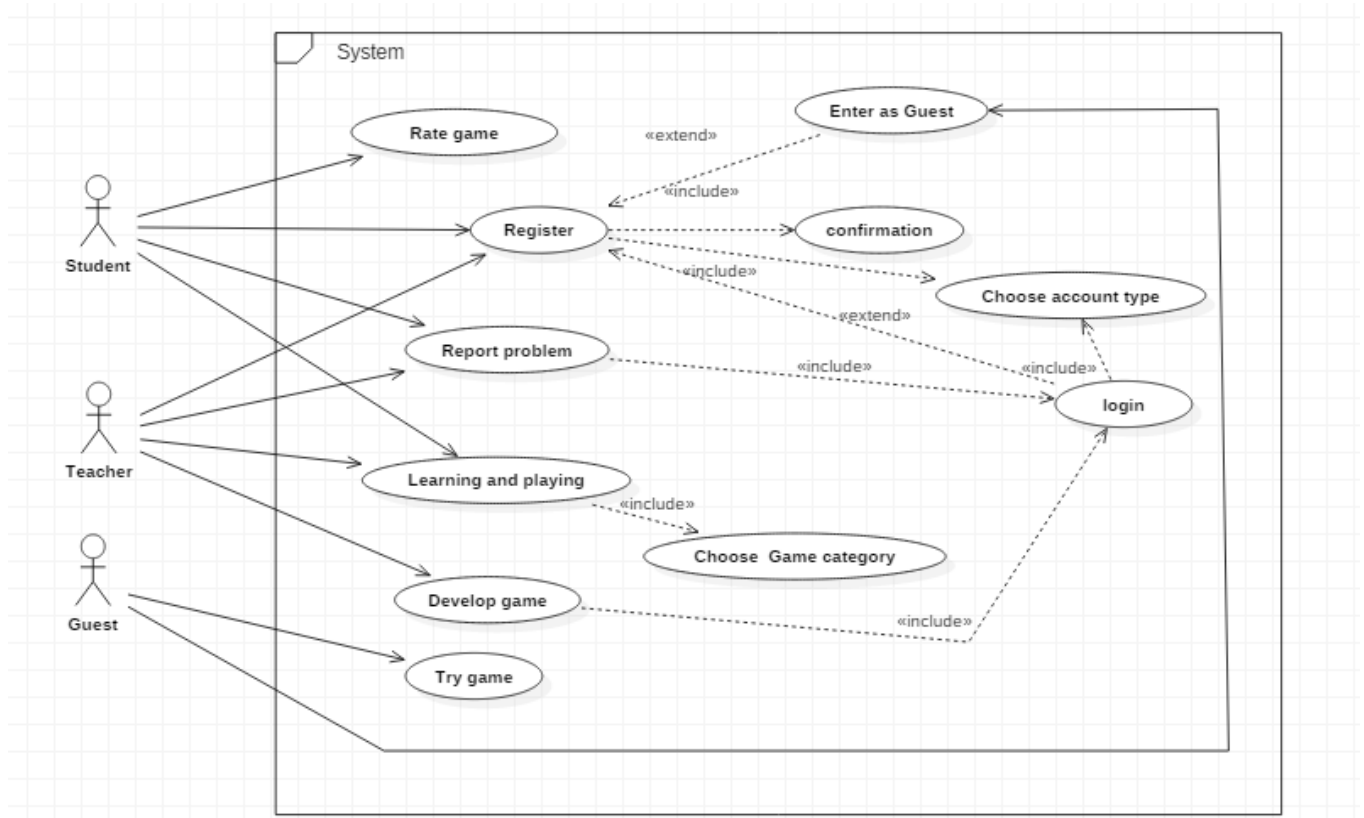 System
Enter as Guest
Rate game
«extend»
«include»
Register
confirmation
Student
«include»
Choose account type
«extend»
Report problem
«include»
«include»
login
Teacher
Learning and playing
«include»
Choose  Game category
Develop game
Guest
«include»
Try game